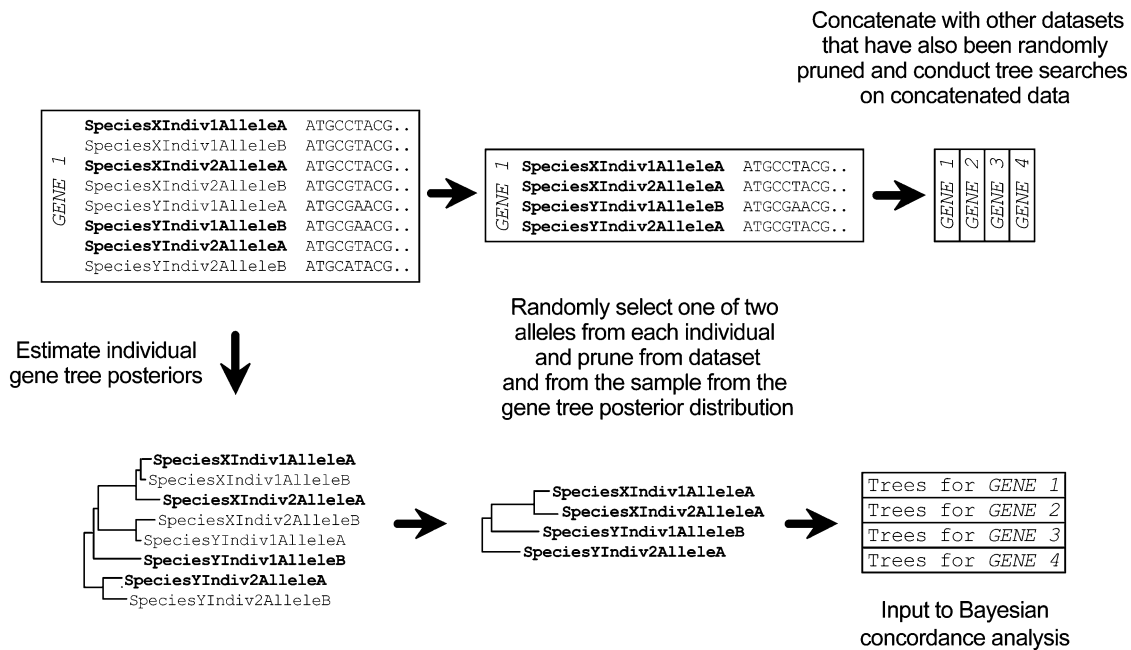 Concatenate with other datasets
that have also been randomly
pruned and conduct tree searches
on concatenated data
GENE 1
SpeciesXIndiv1AlleleA ATGCCTACG..
SpeciesXIndiv1AlleleB ATGCGTACG..
SpeciesXIndiv2AlleleA ATGCCTACG..
SpeciesXIndiv2AlleleB ATGCGTACG..
SpeciesYIndiv1AlleleA ATGCGAACG..
SpeciesYIndiv1AlleleB ATGCGAACG..
SpeciesYIndiv2AlleleA ATGCGTACG..
SpeciesYIndiv2AlleleB ATGCATACG..
GENE 1
SpeciesXIndiv1AlleleA ATGCCTACG..
SpeciesXIndiv2AlleleA ATGCCTACG..
SpeciesYIndiv1AlleleB ATGCGAACG..
SpeciesYIndiv2AlleleA ATGCGTACG..
GENE 1
GENE 2
GENE 3
GENE 4
Estimate individual
gene tree posteriors
Randomly select one of two
alleles from each individual
and prune from dataset
and from the sample from the
gene tree posterior distribution
SpeciesXIndiv1AlleleA
SpeciesXIndiv1AlleleB
SpeciesXIndiv2AlleleA
SpeciesXIndiv2AlleleB
SpeciesYIndiv1AlleleA
SpeciesYIndiv1AlleleB
SpeciesYIndiv2AlleleA
SpeciesYIndiv2AlleleB
SpeciesXIndiv1AlleleA
SpeciesXIndiv2AlleleA
SpeciesYIndiv1AlleleB
SpeciesYIndiv2AlleleA
Trees for GENE 1
Trees for GENE 2
Trees for GENE 3
Trees for GENE 4
Input to Bayesian
concordance analysis